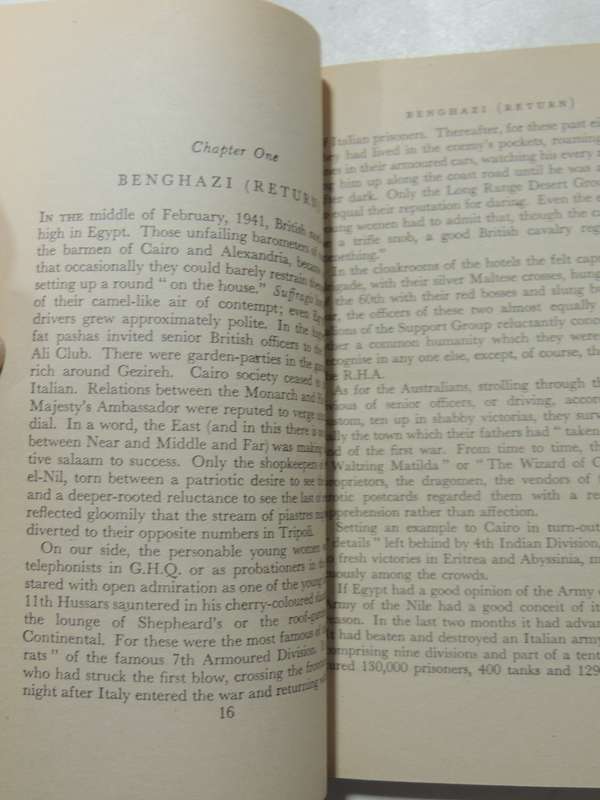 Chapter One
BENGHAZI (RETURN)
IN THE middle of February, 1941, British
high in Egypt. Those unfailing barometers of
the barmen of Cairo and Alexandria,
that occasionally they could barely restrain
setting up a round "on the house." Suffragi
of their camel-like air of contempt; even
drivers grew approximately polite. In the
fat pashas invited senior British officers to the
Ali Club. There were garden-parties in the
rich around Gezireh. Cairo society ceased
Italian. Relations between the Monarch and
Majesty's Ambassador were reputed to verge
dial. In a word, the East (and in this there is
between Near and Middle and Far) was making
tive salaam to success. Only the shopkeepers
el-Nil, torn between a patriotic desire to see
and a deeper-rooted reluctance to see the last of
reflected gloomily that the stream of piastres
diverted to their opposite numbers in Tripoli.
On our side, the personable young women
telephonists in G.H.Q. or as probationers in
stared with open admiration as one of the young
11th Hussars sauntered in his cherry-coloured
the lounge of Shepheard's or the
Continental. For these were the most famous of
rats" of the famous 7th Armoured Division.
who had struck the first blow, crossing the
night after Italy entered the war and returning
16
BENGHAZI (RETURN)
Italian prisoners. Thereafter, for these past
had lived in the enemy's pockets, roaming
in their armoured cars, watching his every
him up along the coast road until he was
dark. Only the Long Range Desert
equal their reputation for daring. Even the
women had to admit that, though the
a trifle snob, a good British cavalry
In the cloakrooms of the hotels the felt
with their silver Maltese crosses, hung
the 60th with their red bosses and slung
the officers of these two almost equally
of the Support Group reluctantly
a common humanity which they were
in any one else, except, of course, the
R.H.A.
As for the Australians, strolling through
of senior officers, or driving,
ten up in shabby victorias, they
the town which their fathers had "taken
of the first war. From time to time,
Waltzing Matilda" or "The Wizard of
the dragomen, the vendors of
postcards regarded them with a
rather than affection.
Setting an example to Cairo in
details" left behind by 4th Indian Division,
fresh victories in Eritrea and Abyssinia,
among the crowds.
If Egypt had a good opinion of the Army
Army of the Nile had a good conceit of
In the last two months it had
had beaten and destroyed an Italian army
comprising nine divisions and part of a
130,000 prisoners, 400 tanks and